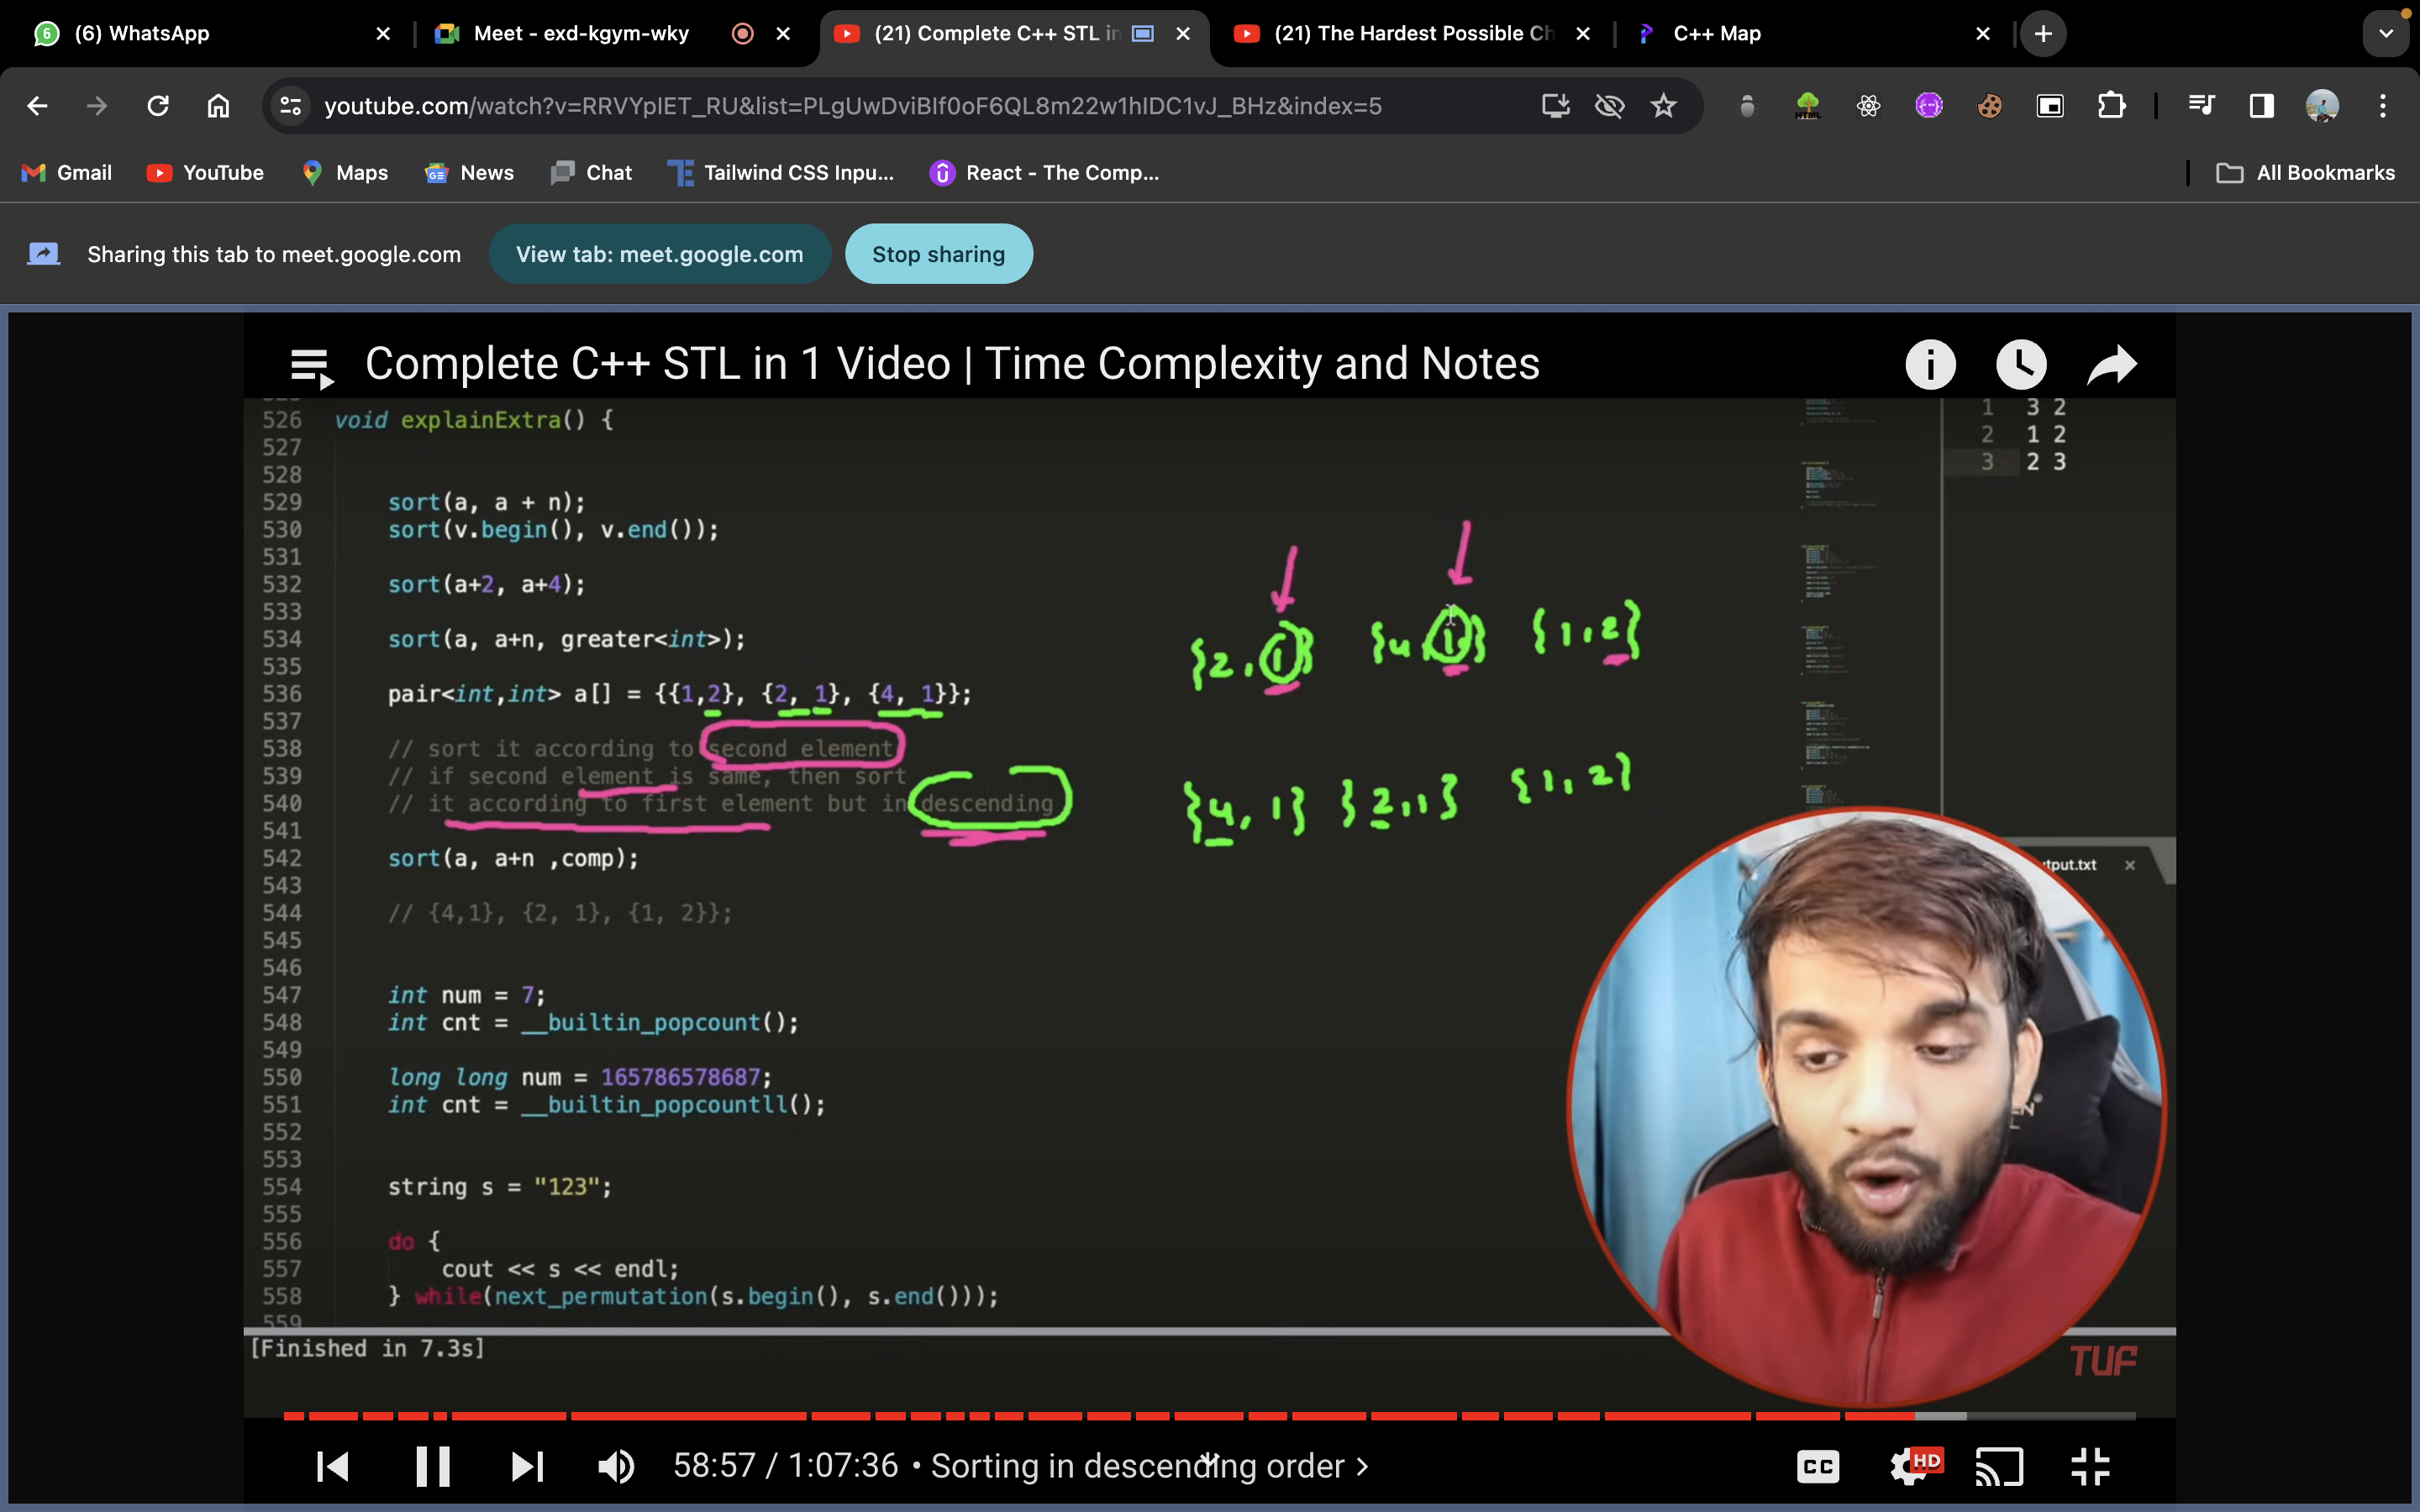 (6) WhatsApp
Meet - exd-kgym-wky
(21) Complete C++ STL in
(21) The Hardest Possible Ch
C++ Map
youtube.com/watch?v=RRVYpIET_RU&list=PLgUwDviBIf0oF6QL8m22w1hIDC1vJ_BHz&index=5
Gmail
YouTube
Maps
News
Chat
Tailwind CSS Inpu...
React - The Comp...
All Bookmarks
Sharing this tab to meet.google.com
View tab: meet.google.com
Stop sharing
Complete C++ STL in 1 Video | Time Complexity and Notes
526 void explainExtra() {
527
528
529 sort(a, a + n);
530 sort(v.begin(), v.end());
531
532 sort(a+2, a+4);
533
534 sort(a, a+n, greater<int>);
535
536 pair<int,int> a[] = {{1,2}, {2, 1}, {4, 1}};
537
538 // sort it according to second element
539 // if second element is same, then sort
540 // it according to first element but in descending
541
542 sort(a, a+n ,comp);
543
544 // {4,1}, {2, 1}, {1, 2}};
545
546
547 int num = 7;
548 int cnt = __builtin_popcount();
549
550 long long num = 165786578687;
551 int cnt = __builtin_popcountll();
552
553
554 string s = "123";
555
556 do {
557 cout << s << endl;
558 } while(next_permutation(s.begin(), s.end()));
559
{2, 1} {4, 1} {1, 2}
{4, 1} {2, 1} {1, 2}
1 3 2
2 1 2
3 2 3
tput.txt
[Finished in 7.3s]
TUF
58:57 / 1:07:36 • Sorting in descending order >
CC
HD